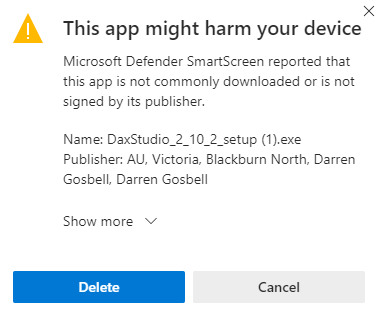 This app might harm your device
Microsoft Defender SmartScreen reported that
this app is not commonly downloaded or is not
signed by its publisher.
Name: DaxStudio_2_10_2_setup (1).exe
Publisher: AU, Victoria, Blackburn North, Darren
Gosbell, Darren Gosbell
Show more
Delete
Cancel